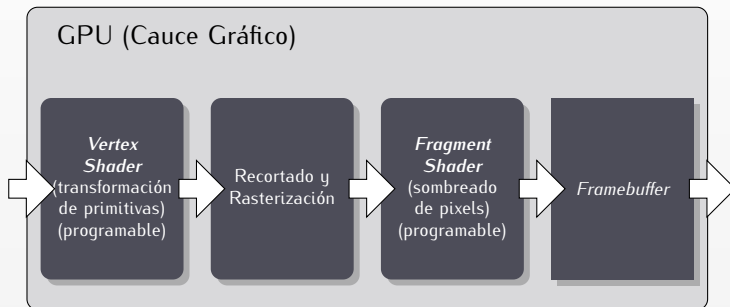 GPU (Cauce Gráfico)
Vertex
Shader
(transformación
de primitivas)
(programable)
Recortado y
Rasterización
Fragment
Shader
(sombreado
de pixels)
(programable)
Framebuffer